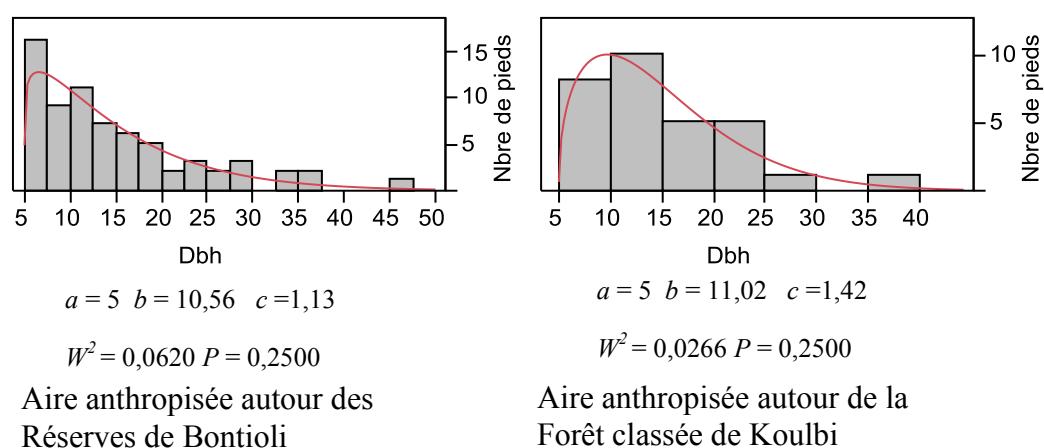 15
10
5
Nbre de pieds
5 10 15 20 25 30 35 40 45 50
Dbh
a = 5 b = 10,56 c =1,13
W² = 0,0620 P = 0,2500
Aire anthropisée autour des
Réserves de Bontioli
10
5
Nbre de pieds
5 10 15 20 25 30 35 40
Dbh
a = 5 b = 11,02 c =1,42
W² = 0,0266 P = 0,2500
Aire anthropisée autour de la
Forêt classée de Koulbi